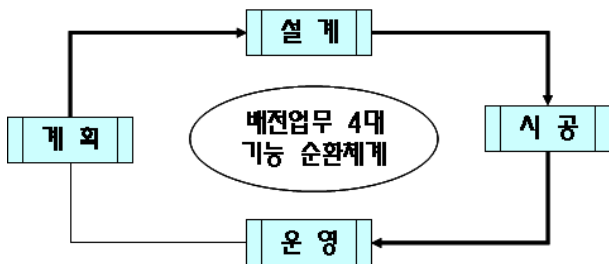 설 계
계 획
배전업무 4대
기능 순환체계
시 공
운 영